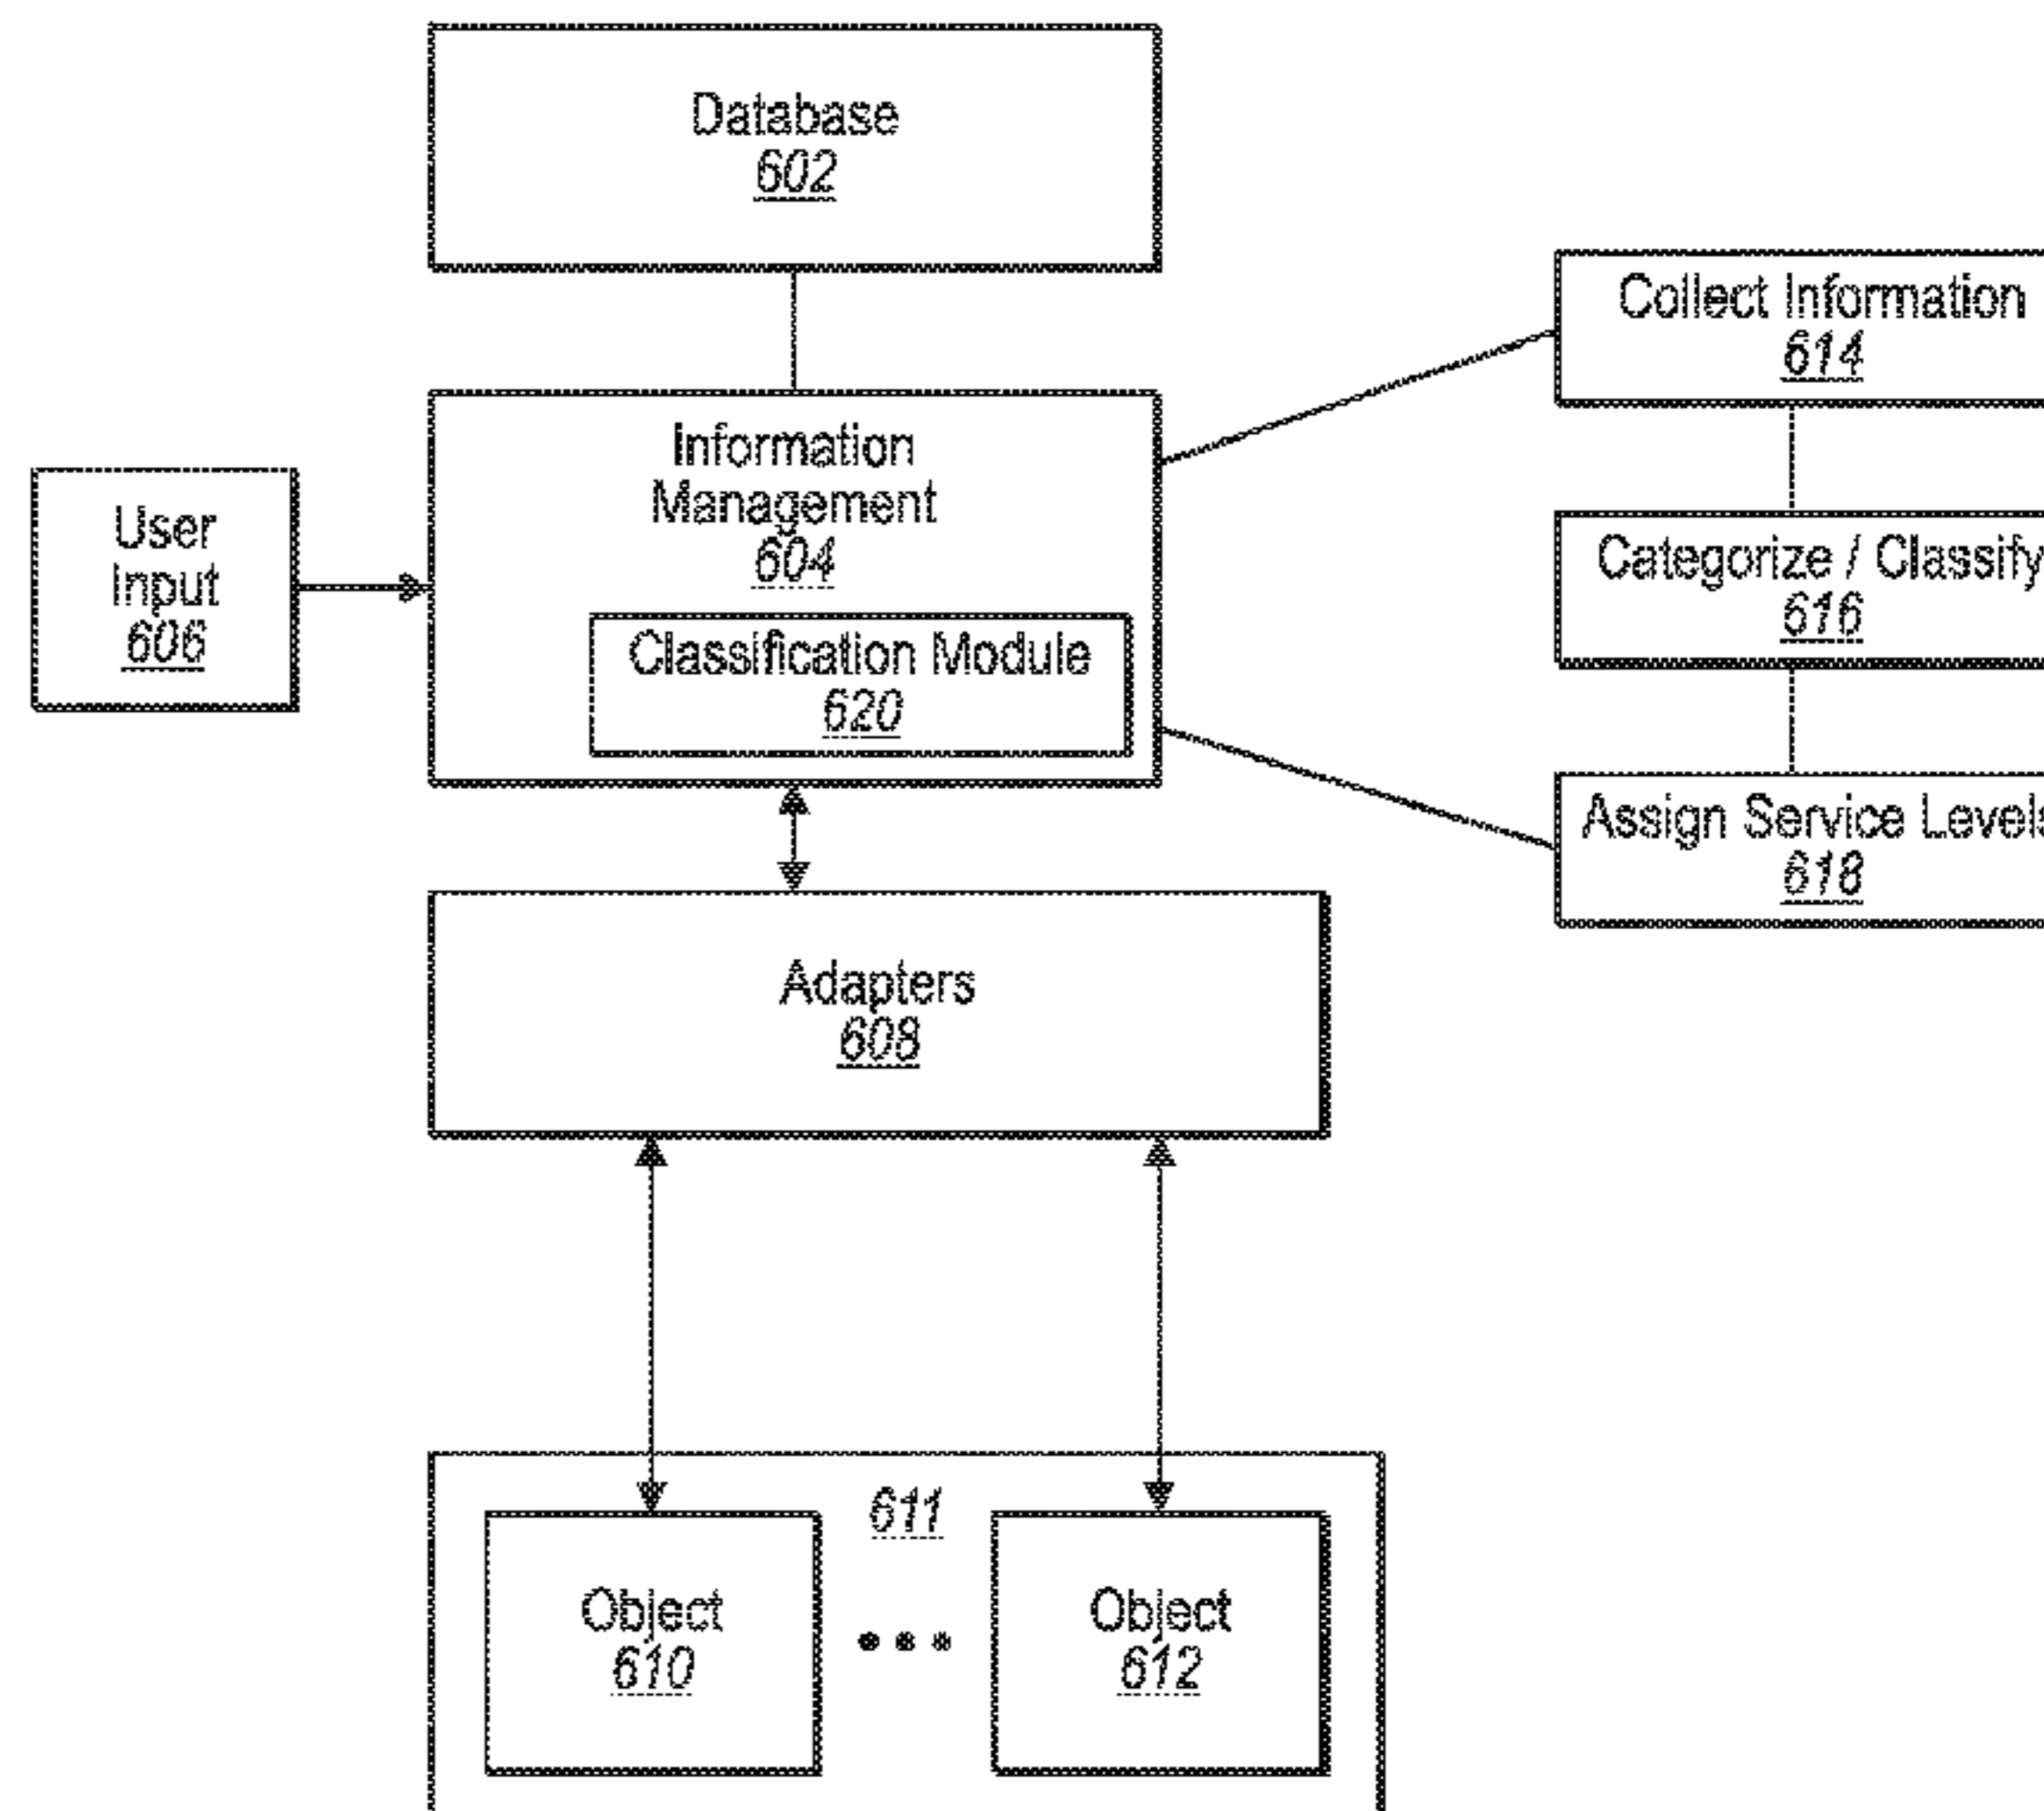 Database
602
Collect Information
614
Information
Management
604
User
Input
606
Categorize / Classify
616
Classification Module
620
Assign Service Levels
618
Adapters
608
611
Object
610
Object
612